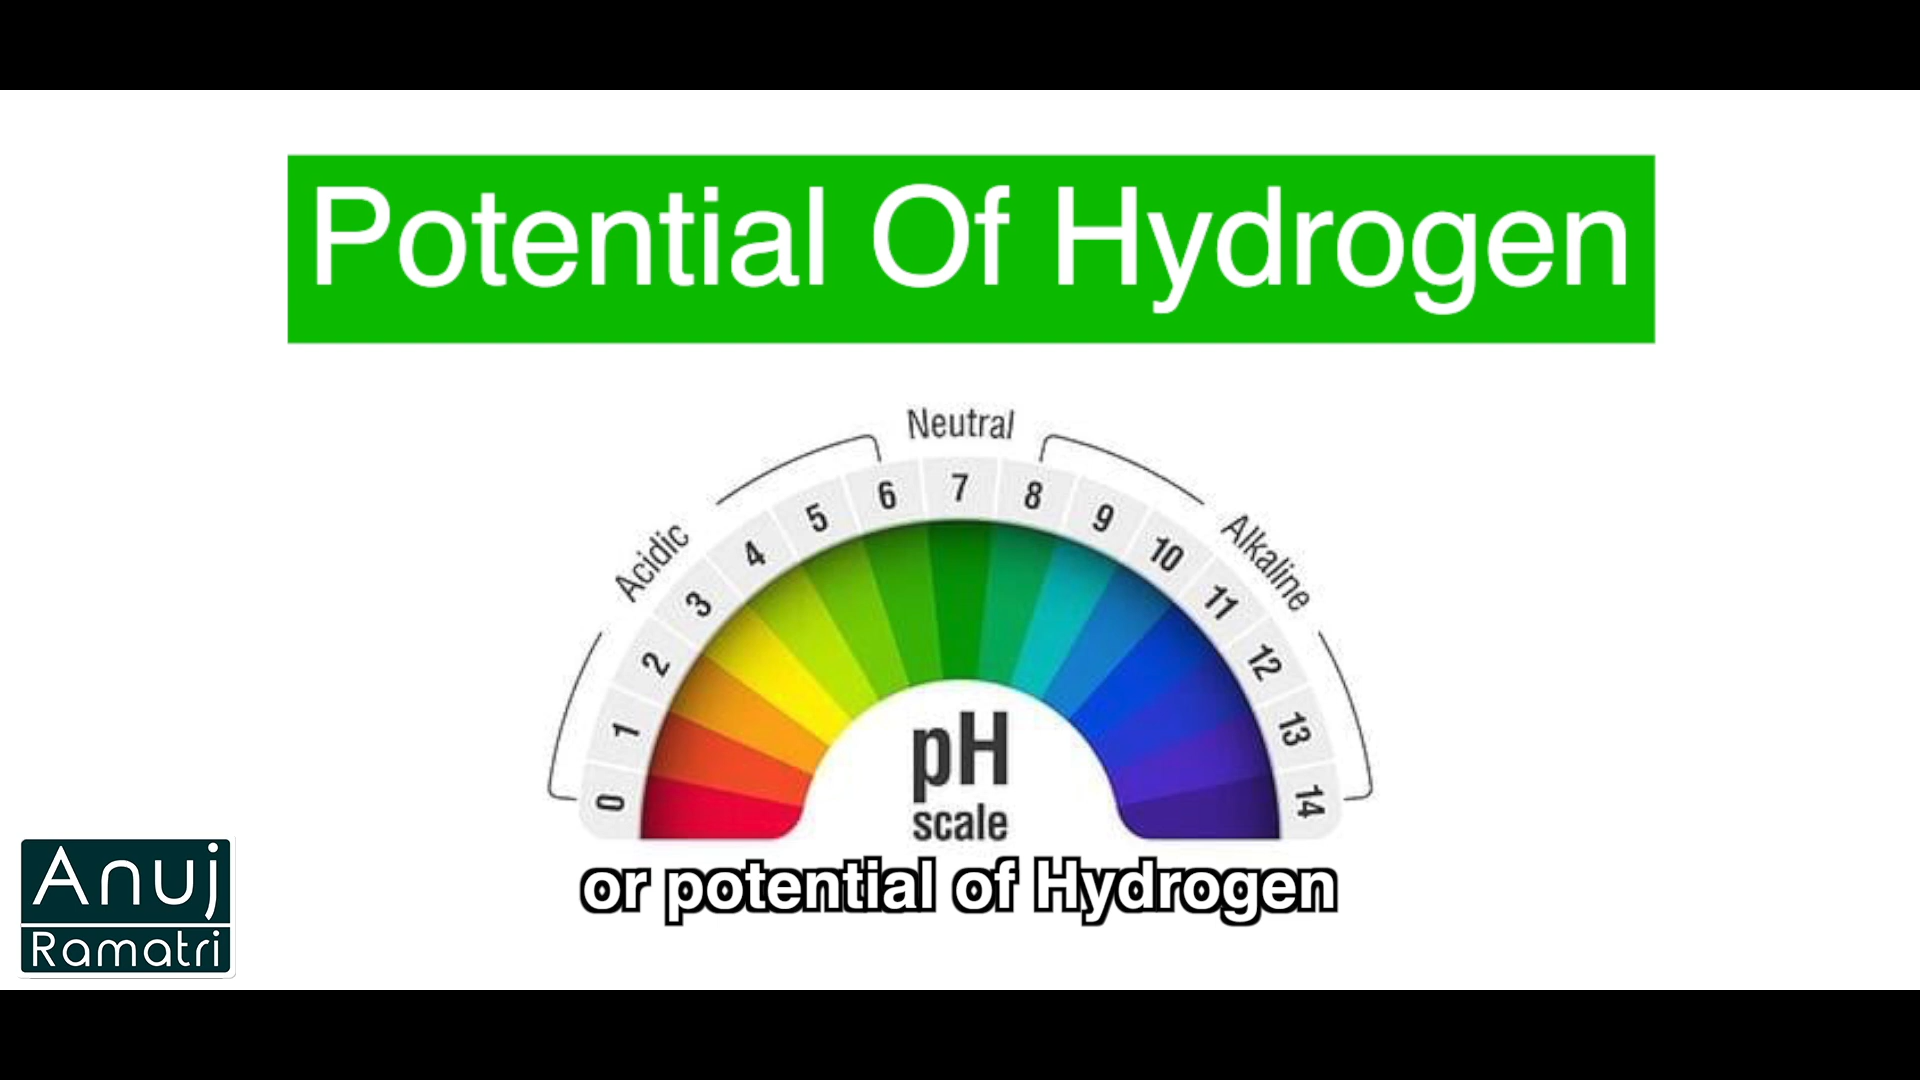 Potential Of Hydrogen
Neutral
Acidic
Alkaline
0 1 2 3 4 5 6 7 8 9 10 11 12 13 14
pH
scale
or potential of Hydrogen
Anuj
Ramatri